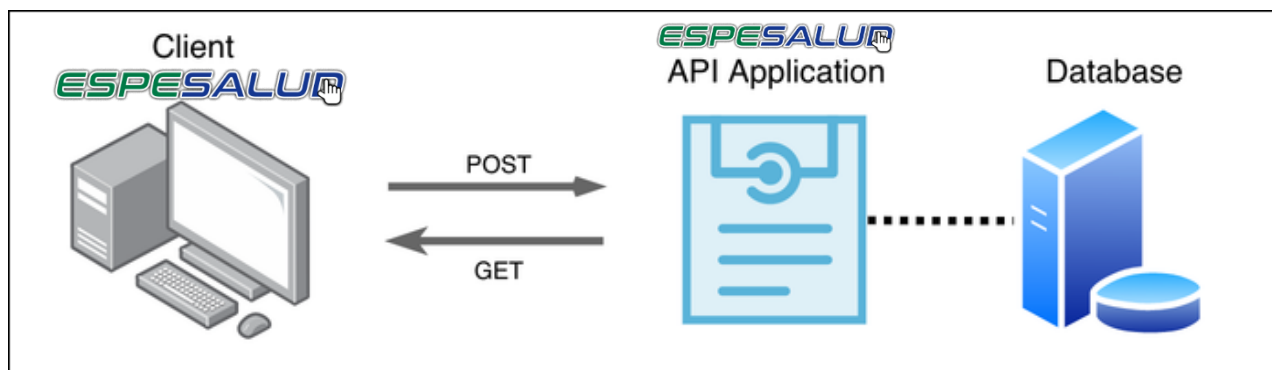 Client
ESPESALUD
POST
GET
ESPESALUD
API Application
Database